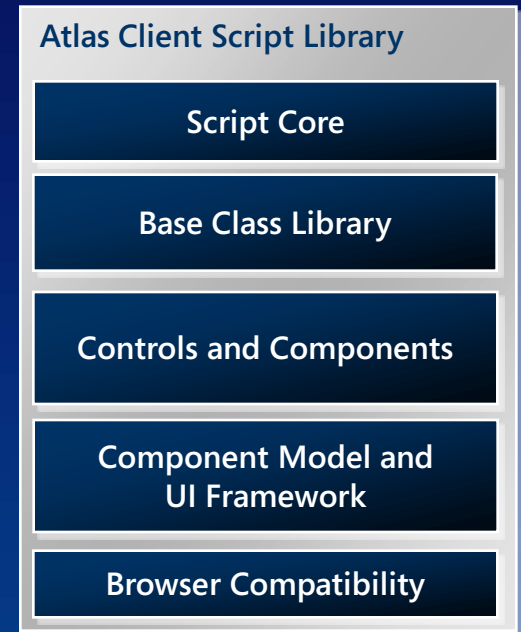 Atlas Client Script Library
Script Core
Base Class Library
Controls and Components
Component Model and
UI Framework
Browser Compatibility